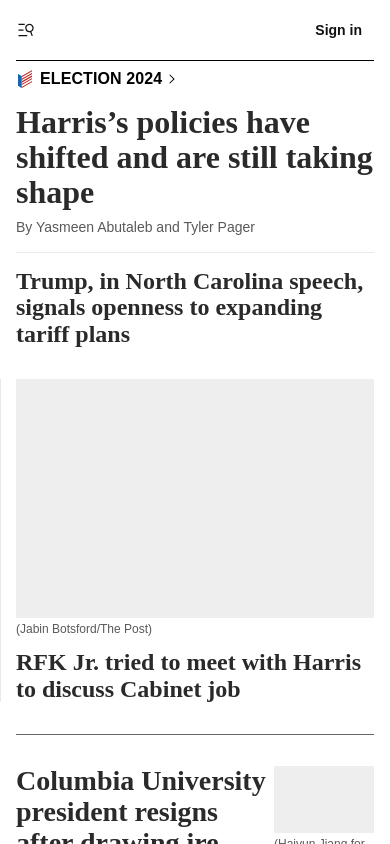 Sign in
ELECTION 2024
Harris’s policies have
shifted and are still taking
shape
By Yasmeen Abutaleb and Tyler Pager
Trump, in North Carolina speech,
signals openness to expanding
tariff plans
(Jabin Botsford/The Post)
RFK Jr. tried to meet with Harris
to discuss Cabinet job
Columbia University
president resigns
after drawing ire
(Haiyun Jiang for